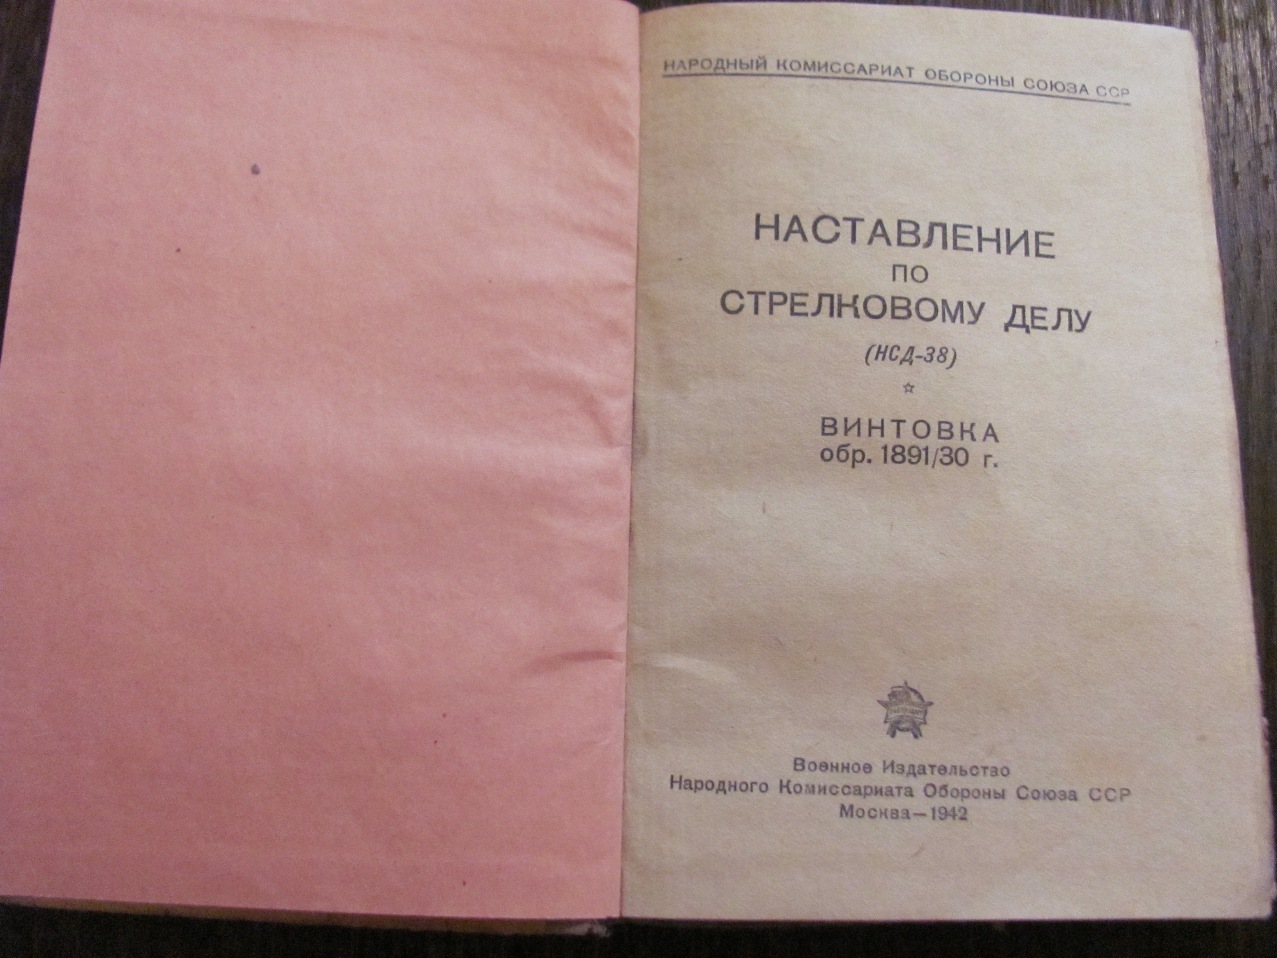 НАРОДНЫЙ КОМИССАРИАТ ОБОРОНЫ СОЮЗА ССР
НАСТАВЛЕНИЕ
ПО
СТРЕЛКОВОМУ ДЕЛУ
(НСД-38)
ВИНТОВКА
обр. 1891/30 г.
Военное Издательство
Народного Комиссариата Обороны Союза ССР
Москва—1942